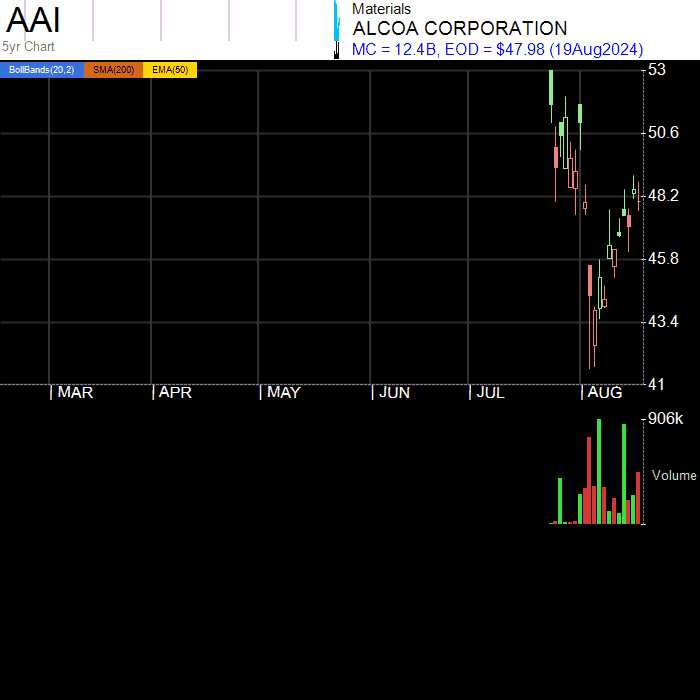 AAI
5yr Chart
Materials
ALCOA CORPORATION
MC = 12.4B, EOD = $47.98 (19Aug2024)
BollBands(20,2) SMA(200) EMA(50)
53
50.6
48.2
45.8
43.4
41
MAR APR MAY JUN JUL AUG
906k
Volume